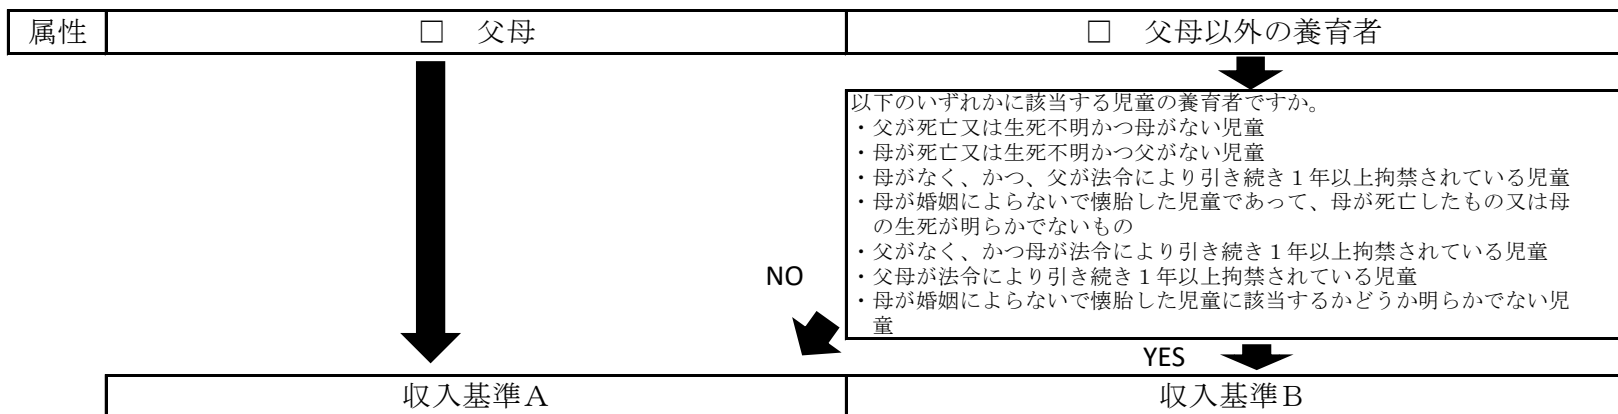 属性
□ 父母
□ 父母以外の養育者
以下のいずれかに該当する児童の養育者ですか。
・父が死亡又は生死不明かつ母がない児童
・母が死亡又は生死不明かつ父がない児童
・母がなく、かつ、父が法令により引き続き１年以上拘禁されている児童
・母が婚姻によらないで懐胎した児童であって、母が死亡したもの又は母
の生死が明らかでないもの
・父がなく、かつ母が法令により引き続き１年以上拘禁されている児童
・父母が法令により引き続き１年以上拘禁されている児童
・母が婚姻によらないで懐胎した児童に該当するかどうか明らかでない児
童
NO
YES
収入基準Ａ
収入基準Ｂ